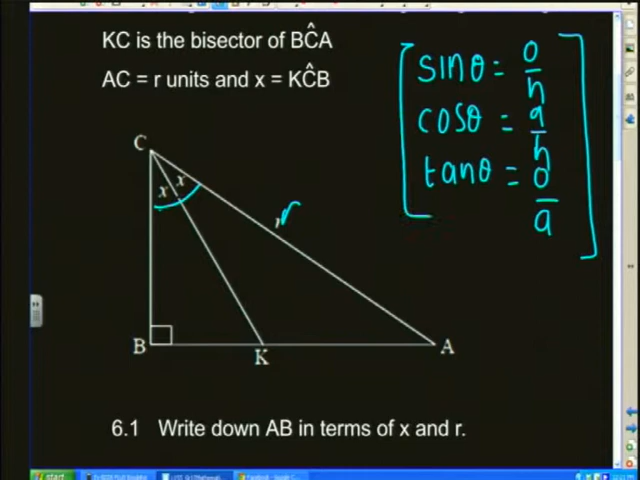 KC is the bisector of BĈA
AC = r units and x = KĈB
sinθ = o/h
cosθ = a/h
tanθ = o/a
C
x x
r
B
K
A
6.1 Write down AB in terms of x and r.
start